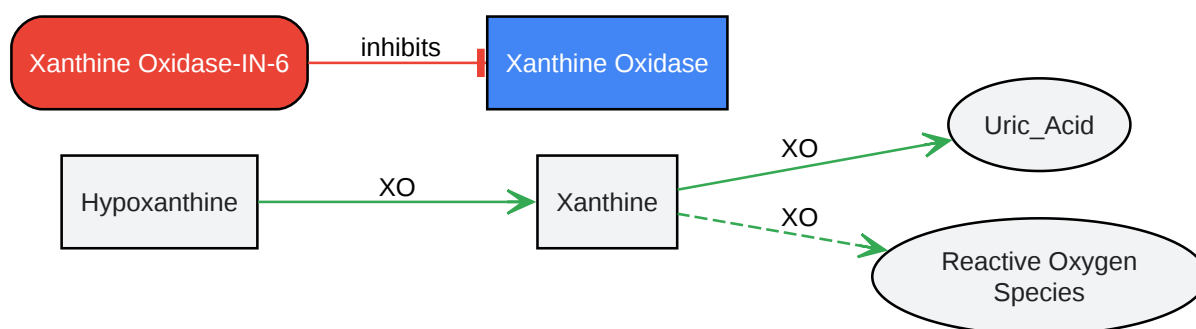 Xanthine Oxidase-IN-6
inhibits
Xanthine Oxidase
Uric_Acid
XO
Hypoxanthine
XO
Xanthine
XO
Reactive Oxygen
Species